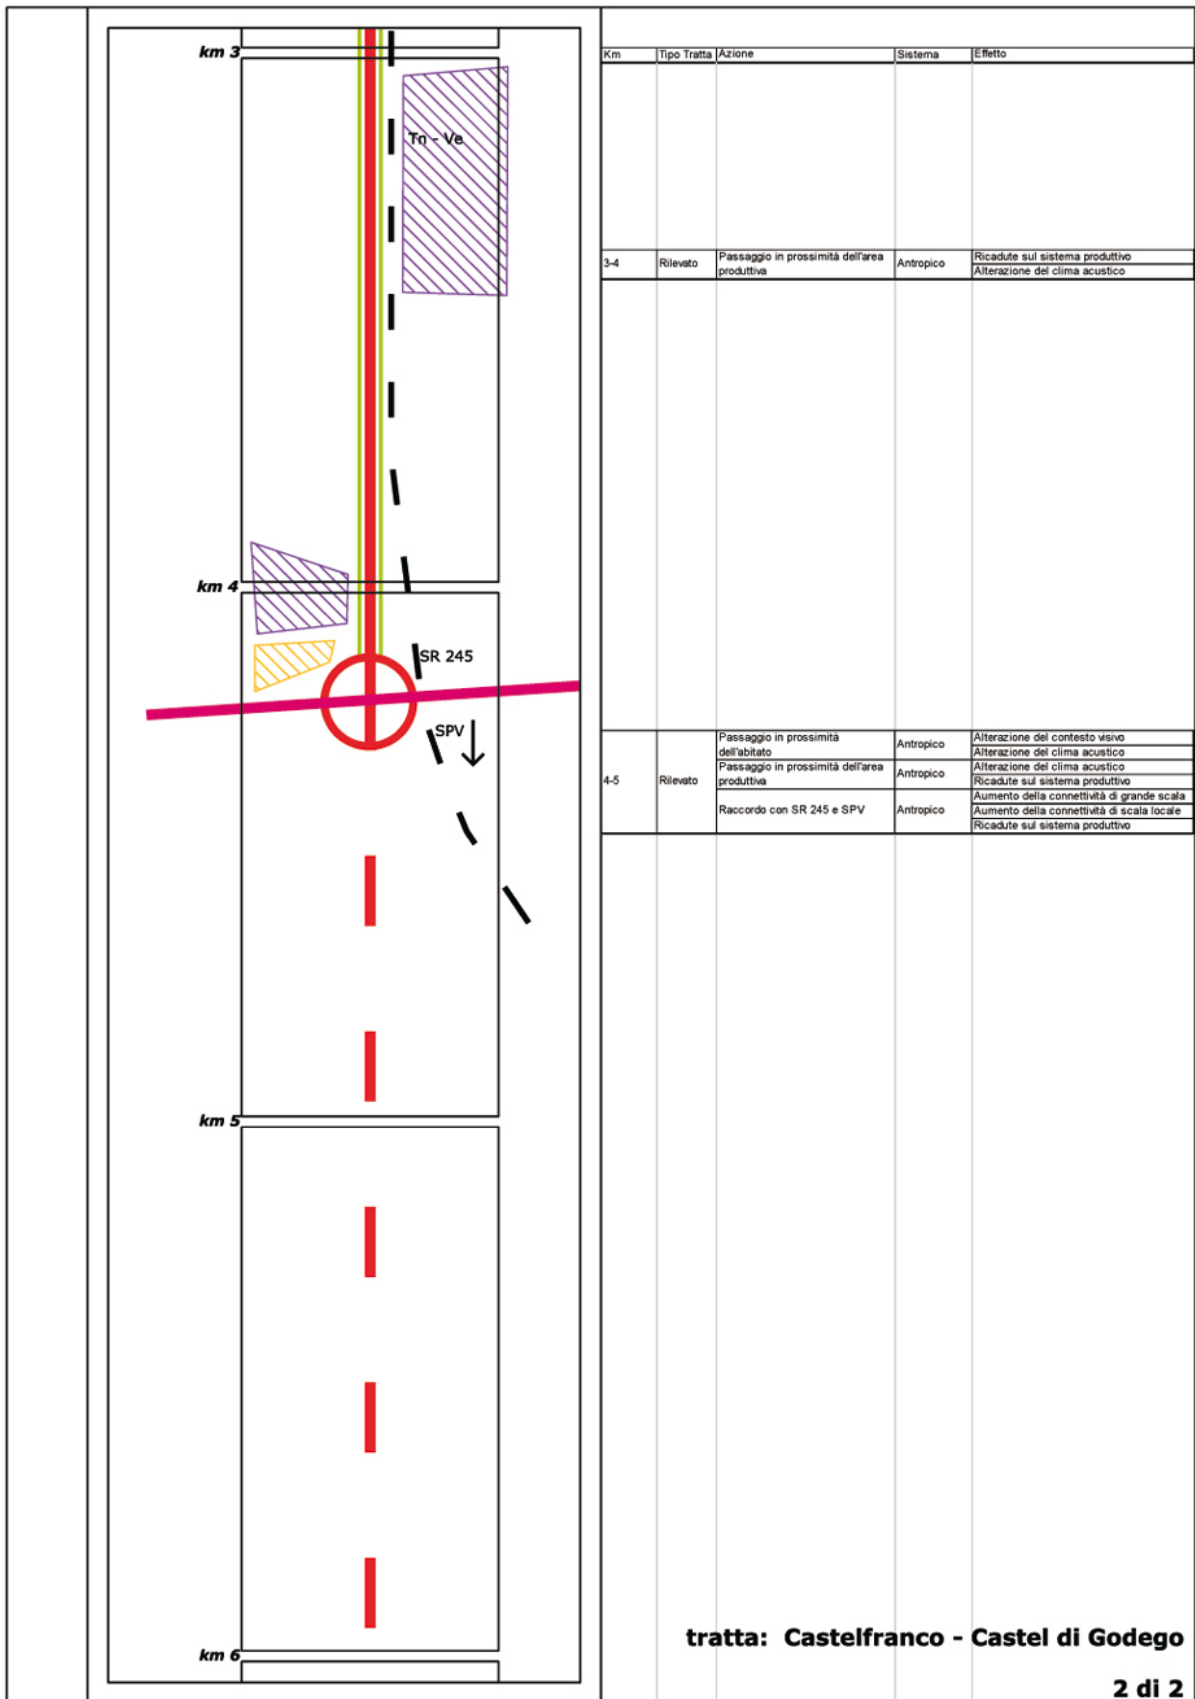 km 3
Tn - Ve
km 4
SR 245
SPV
km 5
km 6
Km Tipo Tratta Azione Sistema Effetto
3-4 Rilevato Passaggio in prossimità dell'area produttiva Antropico Ricadute sul sistema produttivo
Alterazione del clima acustico
4-5 Rilevato Passaggio in prossimità dell'abitato Antropico Alterazione del contesto visivo
Alterazione del clima acustico
Passaggio in prossimità dell'area produttiva Antropico Alterazione del clima acustico
Ricadute sul sistema produttivo
Raccordo con SR 245 e SPV Antropico Aumento della connettività di grande scala
Aumento della connettività di scala locale
Ricadute sul sistema produttivo
tratta: Castelfranco - Castel di Godego
2 di 2